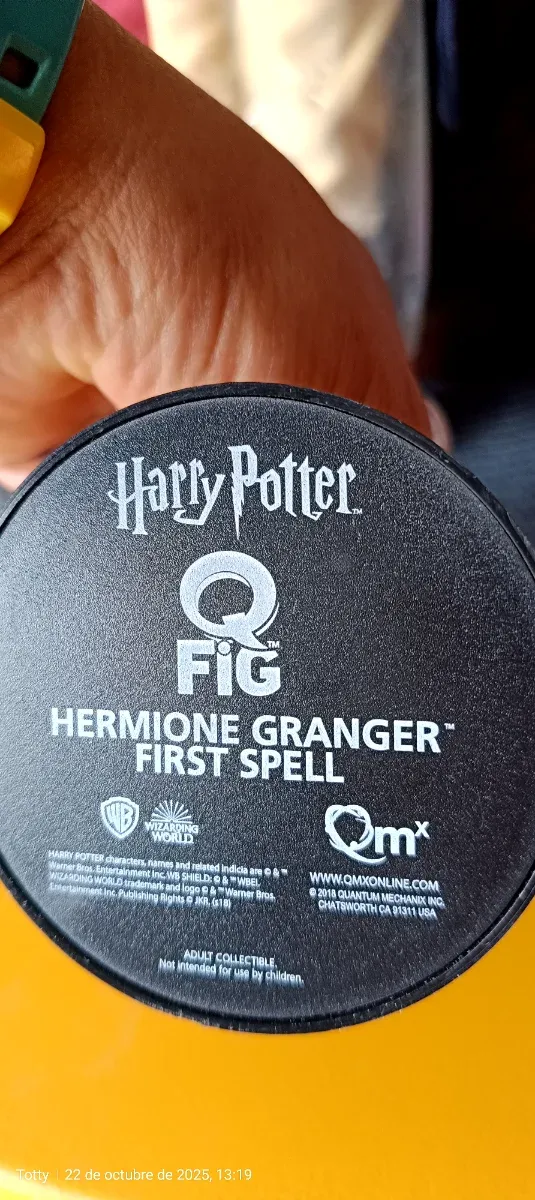 Harry Potter™
Q
FiG™
HERMIONE GRANGER™
FIRST SPELL
WB
WIZARDING
WORLD
Qmx
HARRY POTTER characters, names and related indicia are © & ™
Warner Bros. Entertainment Inc. WB SHIELD: © & ™ WBEI.
WIZARDING WORLD trademark and logo © & ™ Warner Bros.
Entertainment Inc. Publishing Rights © JKR. (s18)
WWW.QMXONLINE.COM
© 2018 QUANTUM MECHANIX INC.
CHATSWORTH CA 91311 USA
ADULT COLLECTIBLE.
Not intended for use by children.
Totty | 22 de octubre de 2025, 13:19